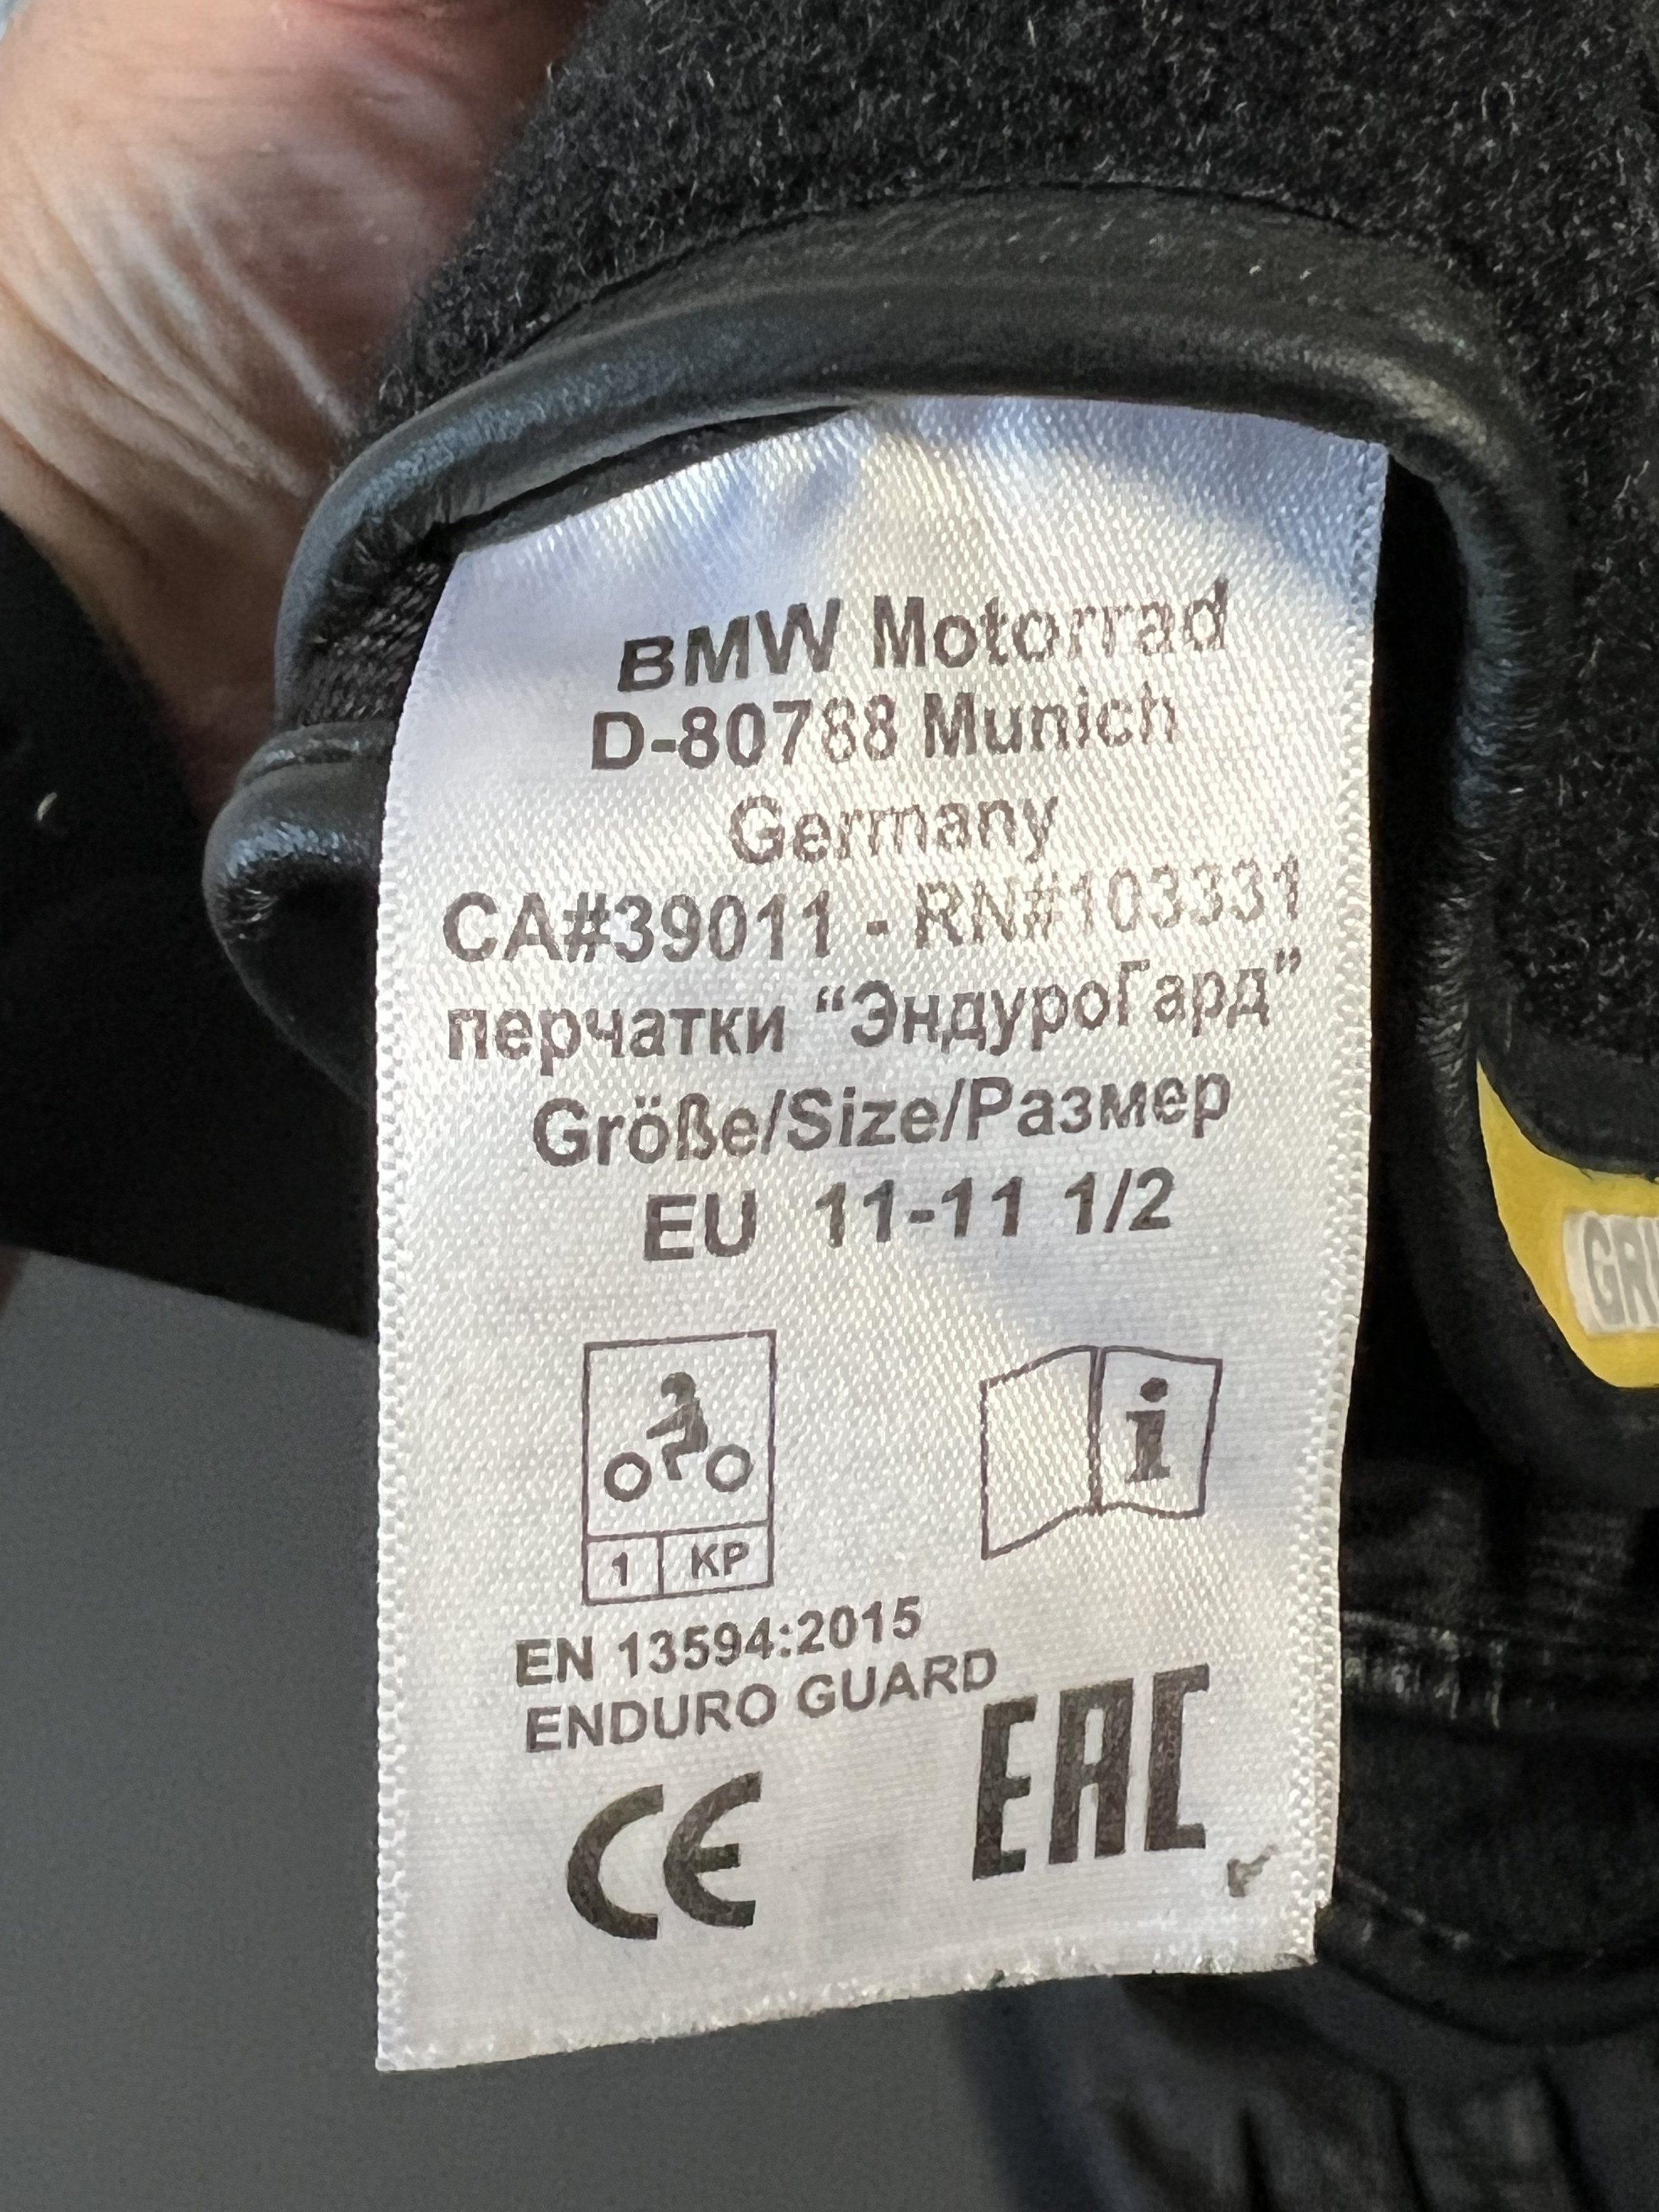 BMW Motorrad
D-80788 Munich
Germany
CA#39011 - RN#103331
перчатки “ЭндуроГард”
Größe/Size/Размер
EU 11-11 1/2
i
1 KP
EN 13594:2015
ENDURO GUARD
CE EAC